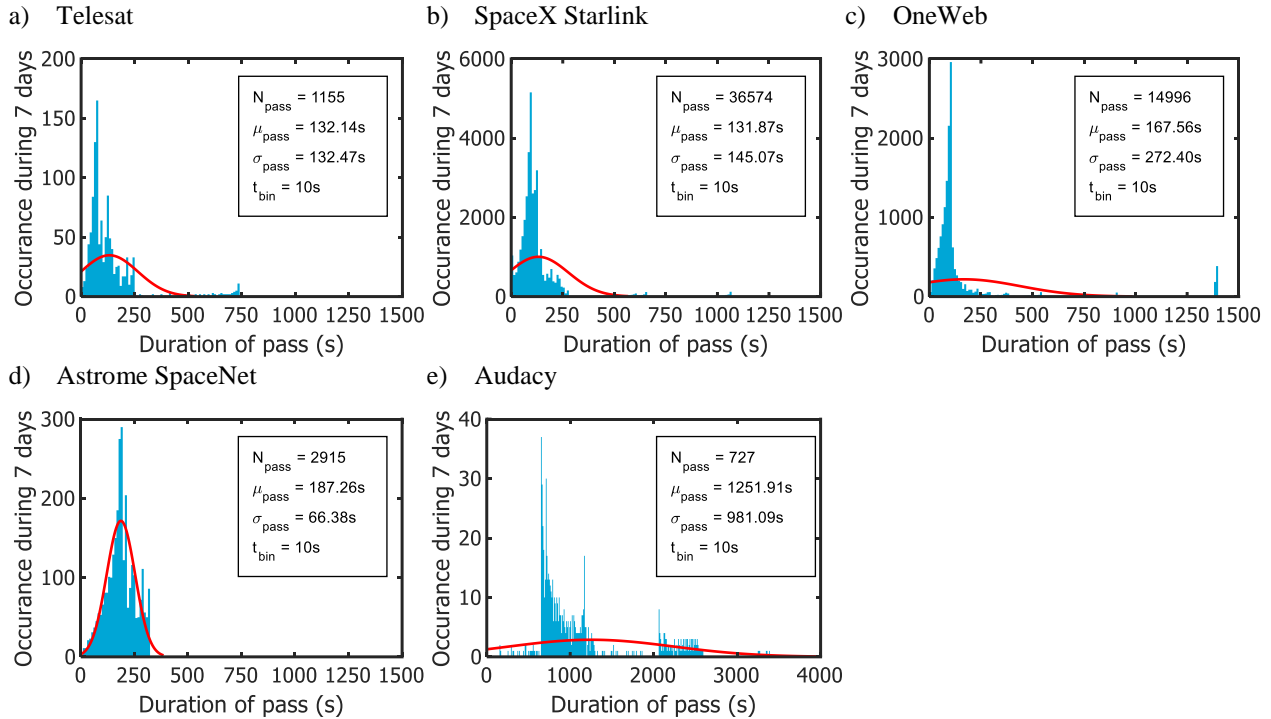 a) Telesat
200
150
100
50
0
Occurance during 7 days
0 250 500 750 1000 1250 1500
Duration of pass (s)
N_pass = 1155
μ_pass = 132.14s
σ_pass = 132.47s
t_bin = 10s
b) SpaceX Starlink
6000
4000
2000
0
Occurance during 7 days
0 250 500 750 1000 1250 1500
Duration of pass (s)
N_pass = 36574
μ_pass = 131.87s
σ_pass = 145.07s
t_bin = 10s
c) OneWeb
3000
2000
1000
0
Occurance during 7 days
0 250 500 750 1000 1250 1500
Duration of pass (s)
N_pass = 14996
μ_pass = 167.56s
σ_pass = 272.40s
t_bin = 10s
d) Astrome SpaceNet
300
200
100
0
Occurance during 7 days
0 250 500 750 1000 1250 1500
Duration of pass (s)
N_pass = 2915
μ_pass = 187.26s
σ_pass = 66.38s
t_bin = 10s
e) Audacy
40
30
20
10
0
Occurance during 7 days
0 1000 2000 3000 4000
Duration of pass (s)
N_pass = 727
μ_pass = 1251.91s
σ_pass = 981.09s
t_bin = 10s